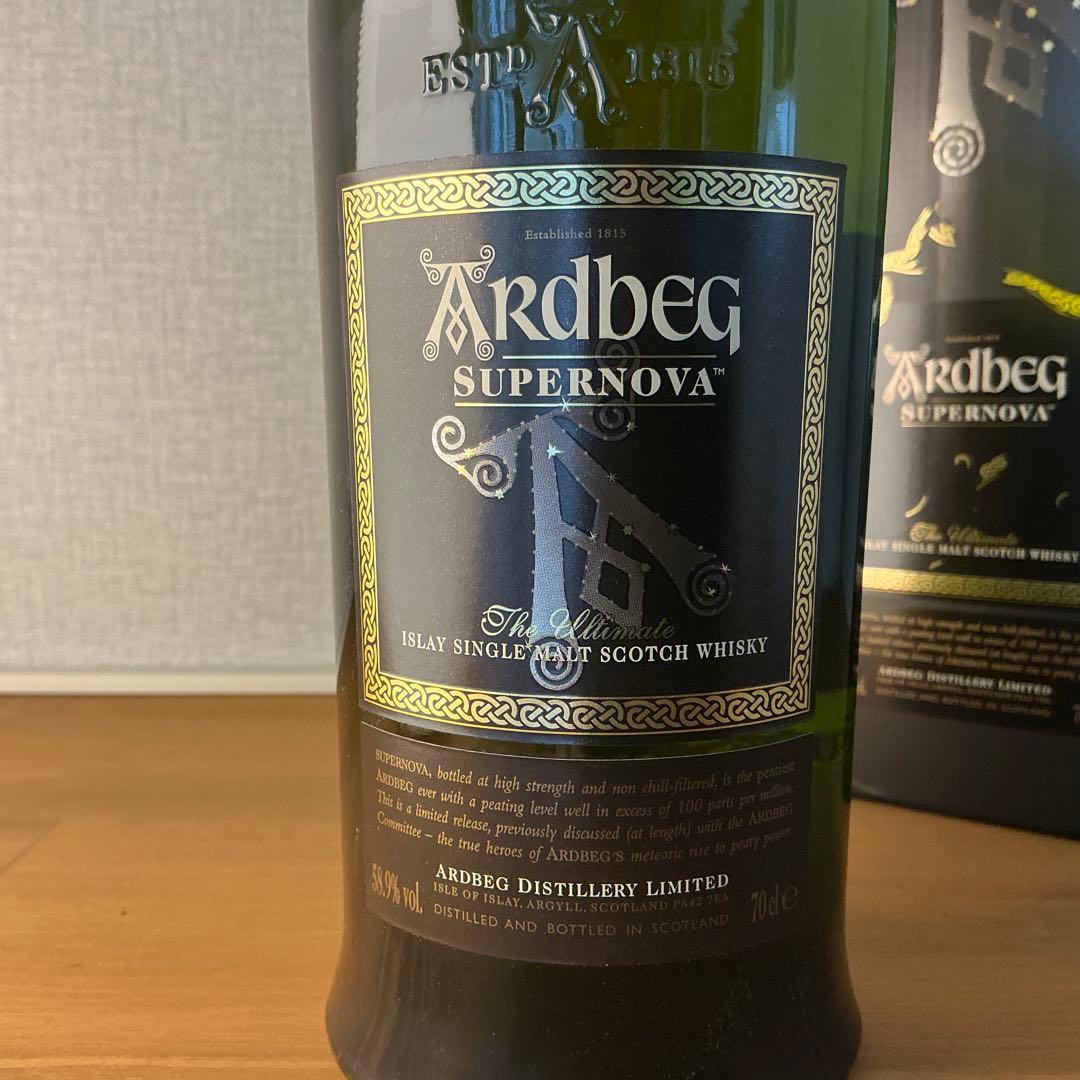 ESTD 1815
Established 1815
ARDBEG
SUPERNOVA™
The Ultimate
ISLAY SINGLE MALT SCOTCH WHISKY
SUPERNOVA, bottled at high strength and non chill-filtered, is the peatiest
ARDBEG ever with a peating level well in excess of 100 parts per million.
This is a limited release, previously discussed (at length) with the ARDBEG
Committee – the true heroes of ARDBEG'S meteoric rise to peaty power.
58.9% vol.
ARDBEG DISTILLERY LIMITED
ISLE OF ISLAY, ARGYLL, SCOTLAND PA42 7EA
DISTILLED AND BOTTLED IN SCOTLAND
70cl e
ARDBEG
SUPERNOVA™
The Ultimate
ISLAY SINGLE MALT SCOTCH WHISKY
ARDBEG DISTILLERY LIMITED